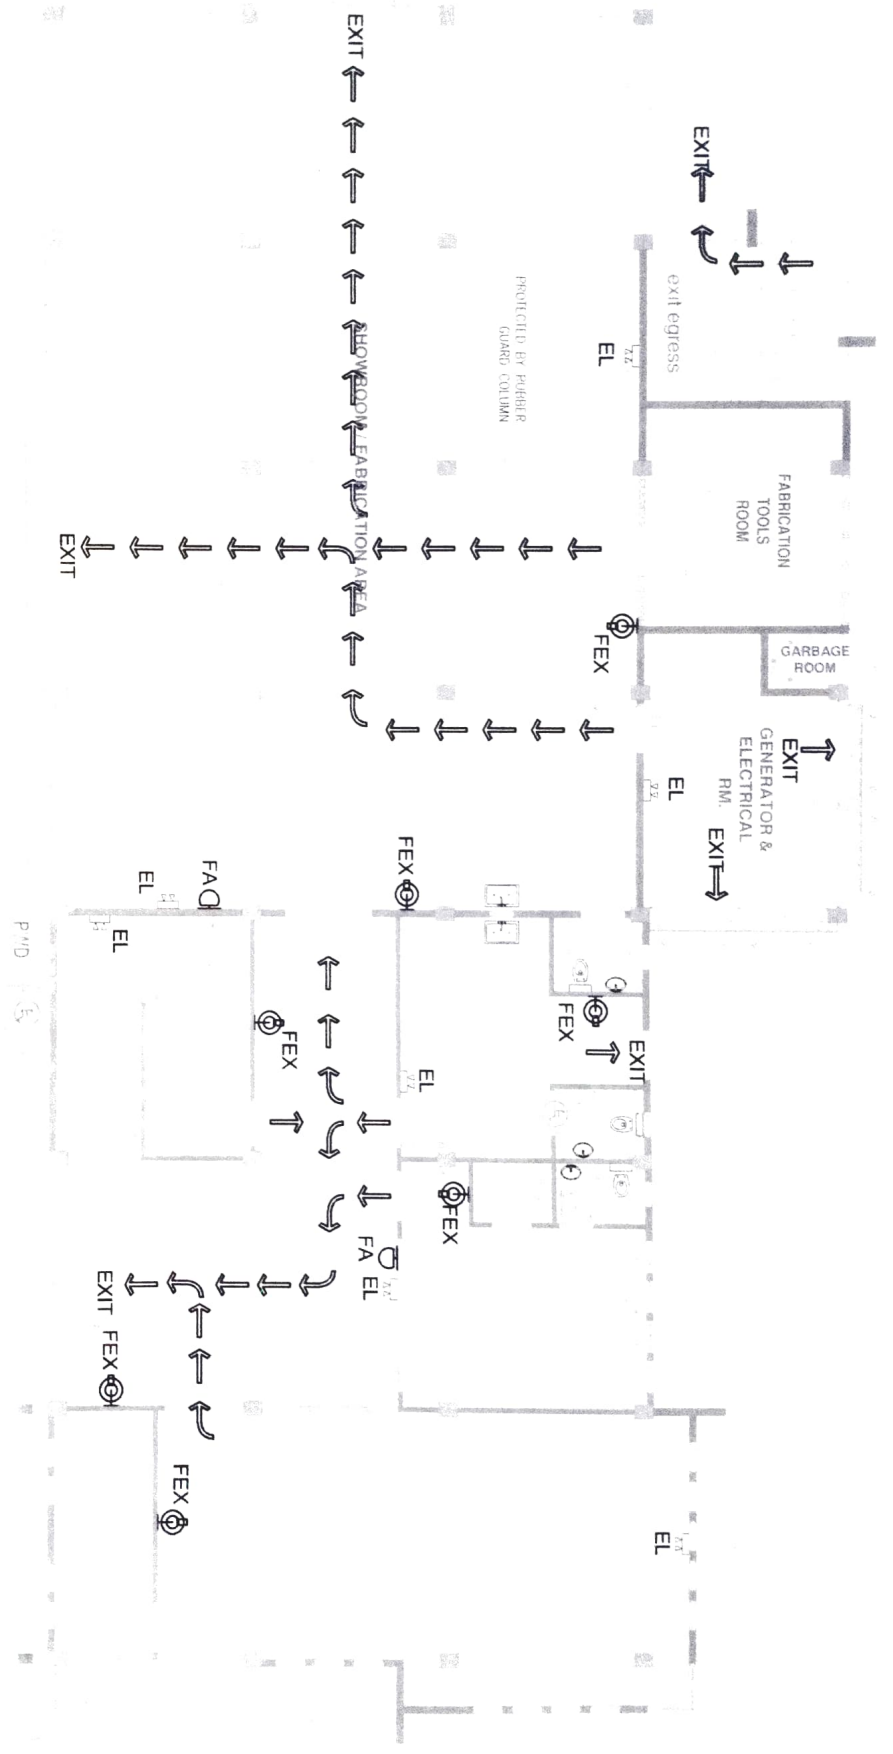 EXIT
EXIT
exit egress
PROTECTED BY RUBBER
GUARD COLUMN
EL
SHOWROOM / FABRICATION AREA
FABRICATION
TOOLS
ROOM
EXIT
FEX
GARBAGE
ROOM
GENERATOR &
ELECTRICAL
RM.
EXIT
EL
EXIT
FEX
FA
EL
EL
FEX
FEX
EXIT
EL
FEX
FA
EL
EXIT
FEX
FEX
EL